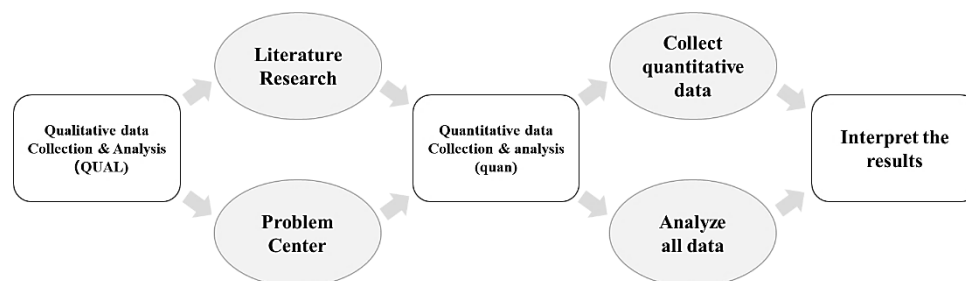 Qualitative data
Collection & Analysis
(QUAL)
Literature
Research
Problem
Center
Quantitative data
Collection & analysis
(quan)
Collect
quantitative
data
Analyze
all data
Interpret the
results